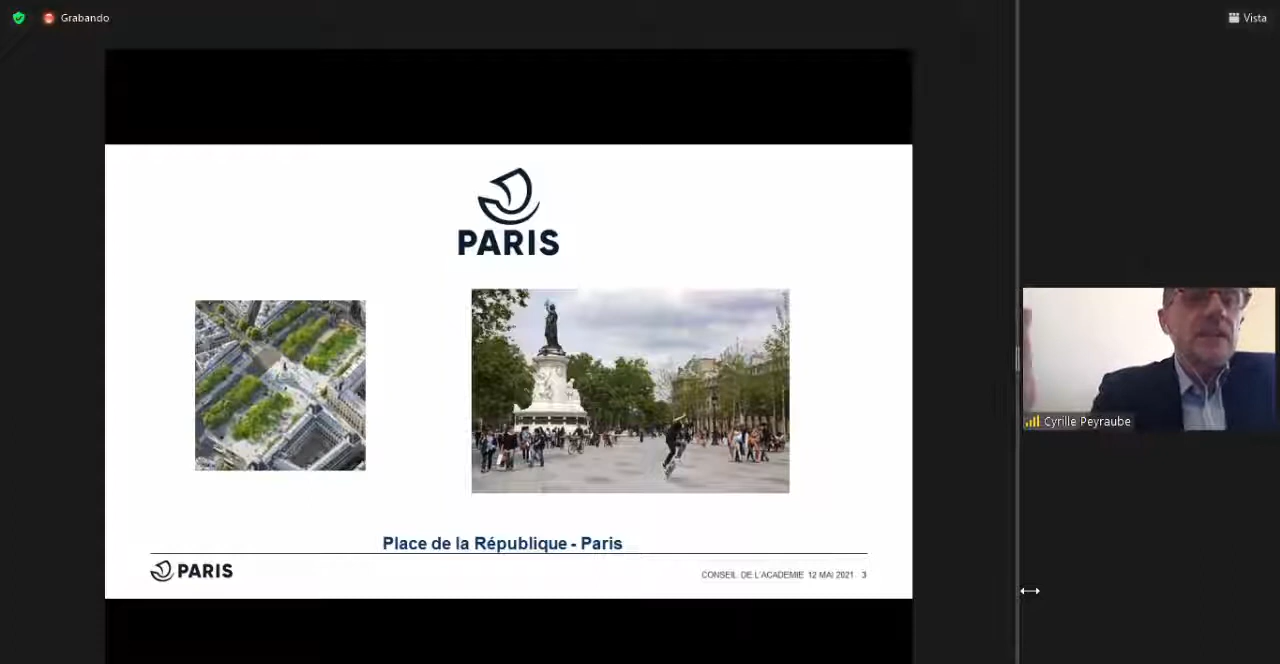 Grabando
Vista
PARIS
Cyrille Peyraube
Place de la République - Paris
PARIS
CONSEIL DE L'ACADEMIE 12 MAI 2021 3